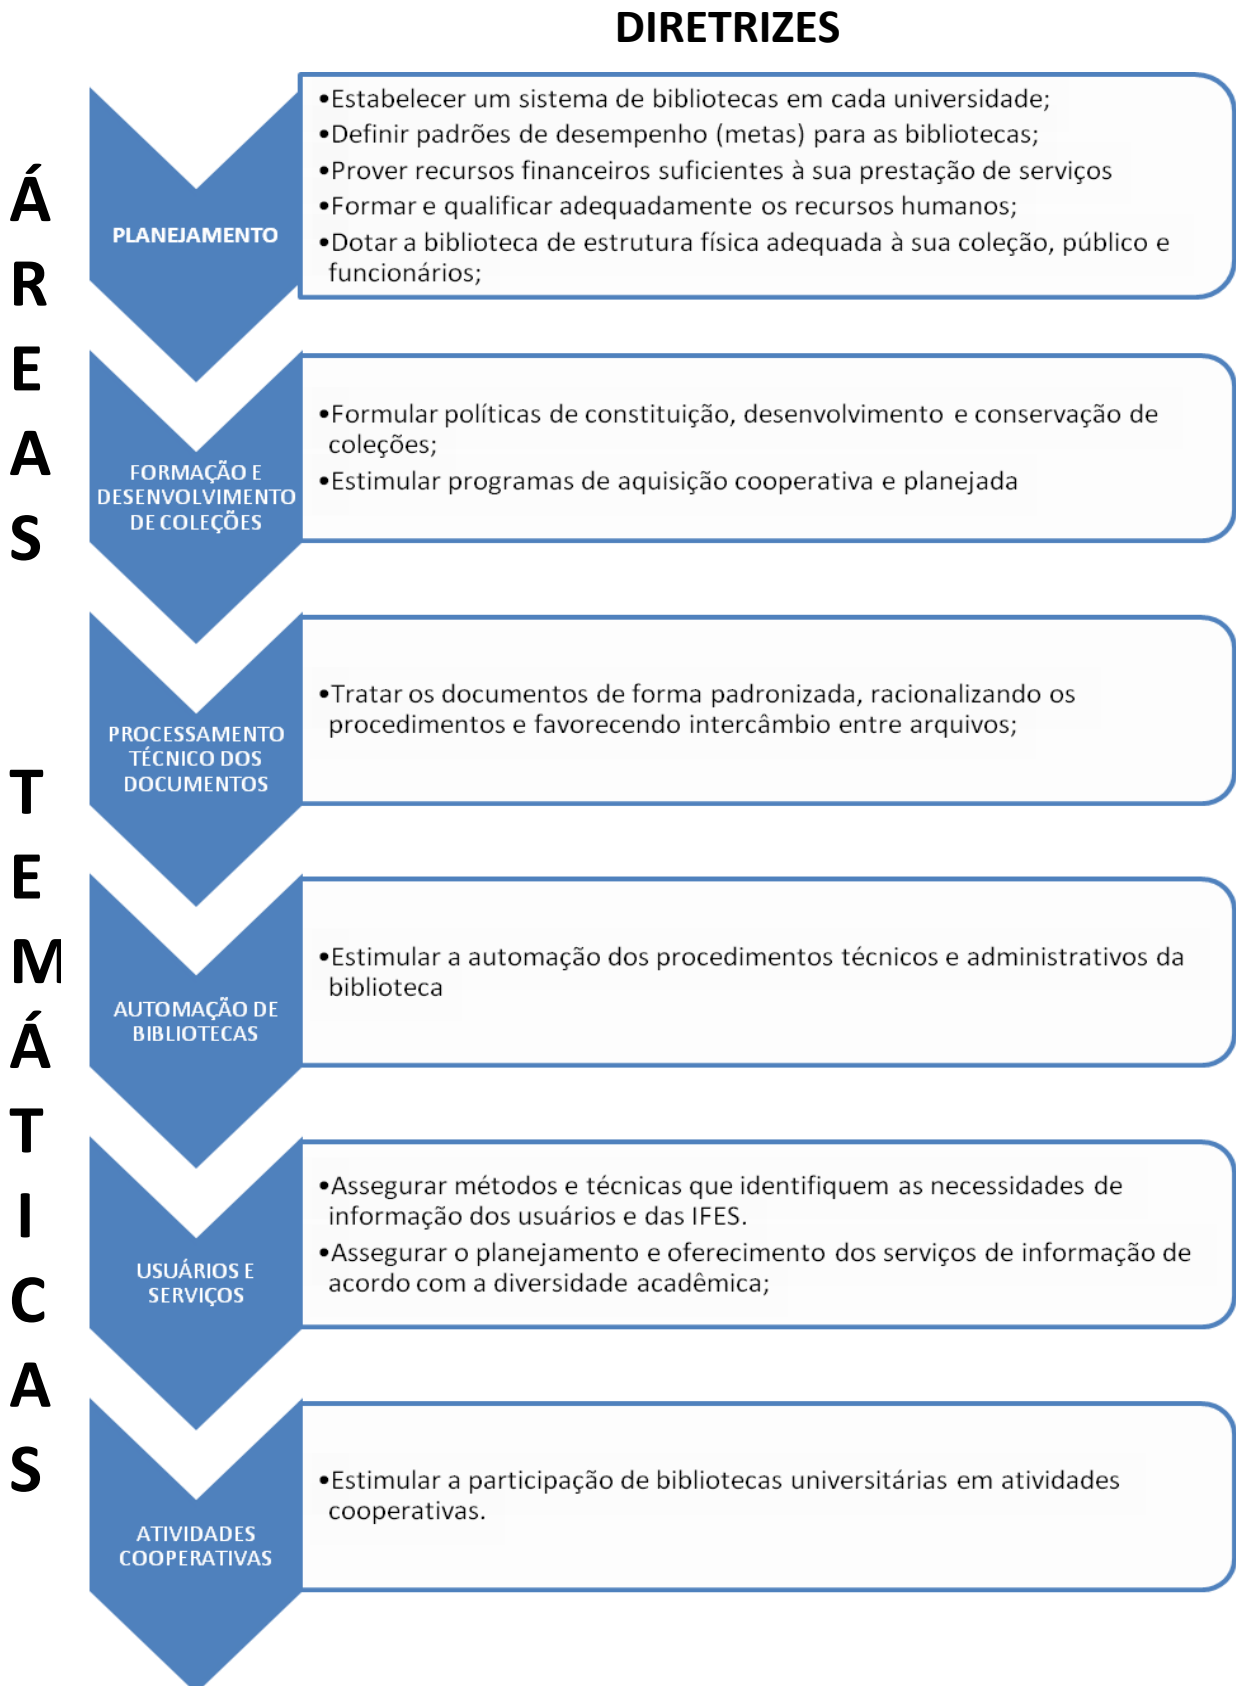 DIRETRIZES
ÁREAS TEMÁTICAS
PLANEJAMENTO
•Estabelecer um sistema de bibliotecas em cada universidade;
•Definir padrões de desempenho (metas) para as bibliotecas;
•Prover recursos financeiros suficientes à sua prestação de serviços
•Formar e qualificar adequadamente os recursos humanos;
•Dotar a biblioteca de estrutura física adequada à sua coleção, público e
funcionários;
FORMAÇÃO E
DESENVOLVIMENTO
DE COLEÇÕES
•Formular políticas de constituição, desenvolvimento e conservação de
coleções;
•Estimular programas de aquisição cooperativa e planejada
PROCESSAMENTO
TÉCNICO DOS
DOCUMENTOS
•Tratar os documentos de forma padronizada, racionalizando os
procedimentos e favorecendo intercâmbio entre arquivos;
AUTOMAÇÃO DE
BIBLIOTECAS
•Estimular a automação dos procedimentos técnicos e administrativos da
biblioteca
USUÁRIOS E
SERVIÇOS
•Assegurar métodos e técnicas que identifiquem as necessidades de
informação dos usuários e das IFES.
•Assegurar o planejamento e oferecimento dos serviços de informação de
acordo com a diversidade acadêmica;
ATIVIDADES
COOPERATIVAS
•Estimular a participação de bibliotecas universitárias em atividades
cooperativas.